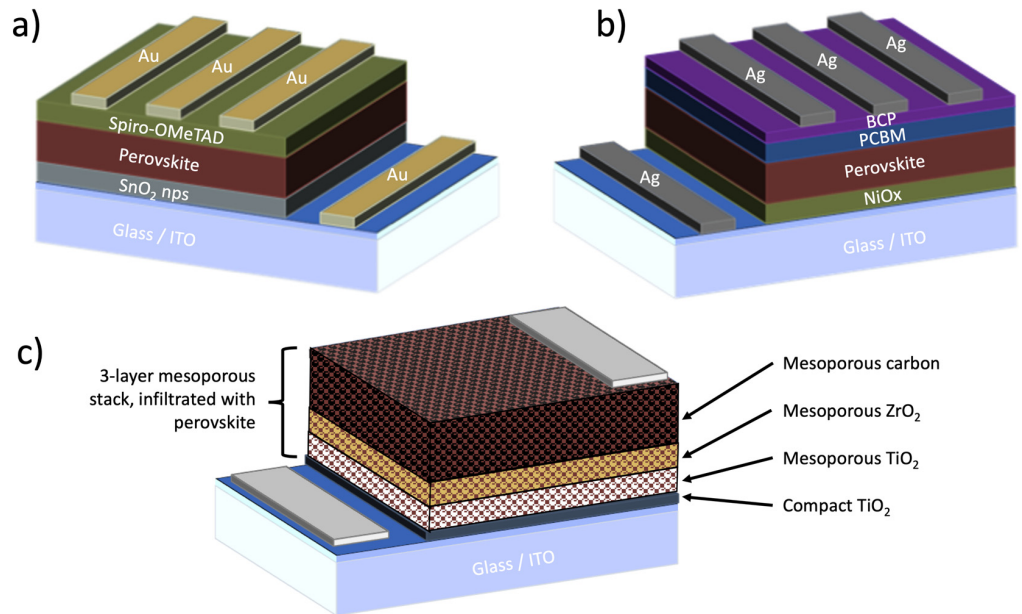 a)
Au
Au
Au
Spiro-OMeTAD
Perovskite
SnO₂ nps
Au
Glass / ITO
b)
Ag
Ag
Ag
BCP
PCBM
Perovskite
NiOx
Ag
Glass / ITO
c)
3-layer mesoporous
stack, infiltrated with
perovskite
Mesoporous carbon
Mesoporous ZrO₂
Mesoporous TiO₂
Compact TiO₂
Glass / ITO